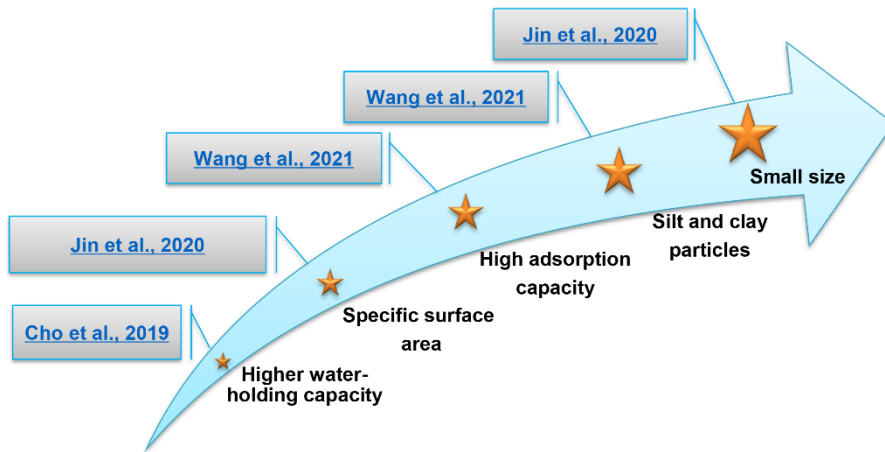 Jin et al., 2020
Wang et al., 2021
Wang et al., 2021
Small size
Silt and clay
particles
Jin et al., 2020
High adsorption
capacity
Specific surface
area
Cho et al., 2019
Higher water-
holding capacity